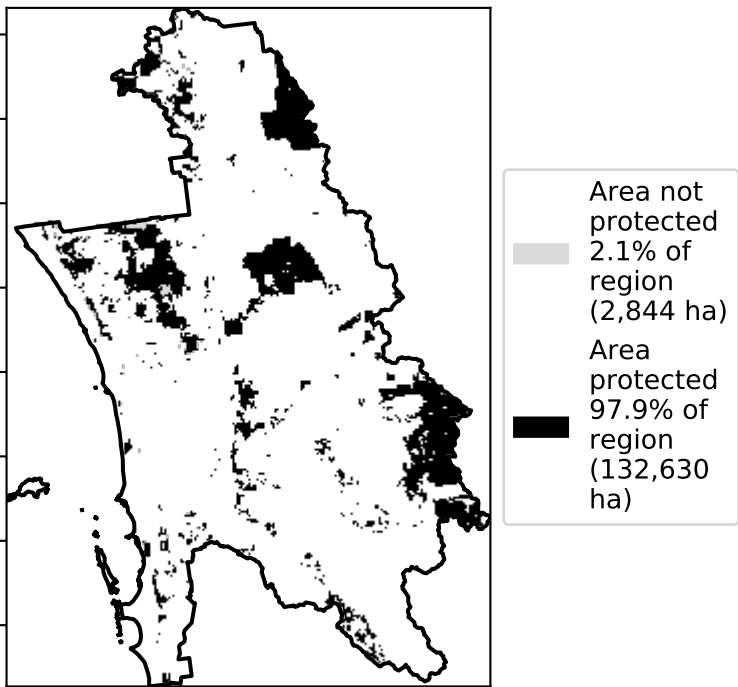 Area not
protected
2.1% of
region
(2,844 ha)
Area
protected
97.9% of
region
(132,630
ha)